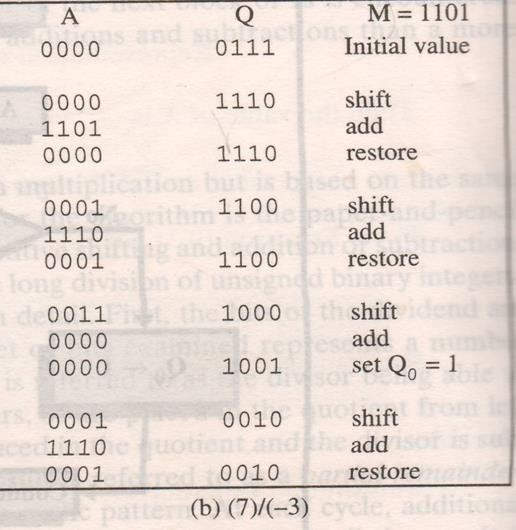 A Q M = 1101
0000 0111 Initial value
0000 1110 shift
1101 add
0000 1110 restore
0001 1100 shift
1110 add
0001 1100 restore
0011 1000 shift
0000 add
0000 1001 set Q₀ = 1
0001 0010 shift
1110 add
0001 0010 restore
(b) (7)/(–3)